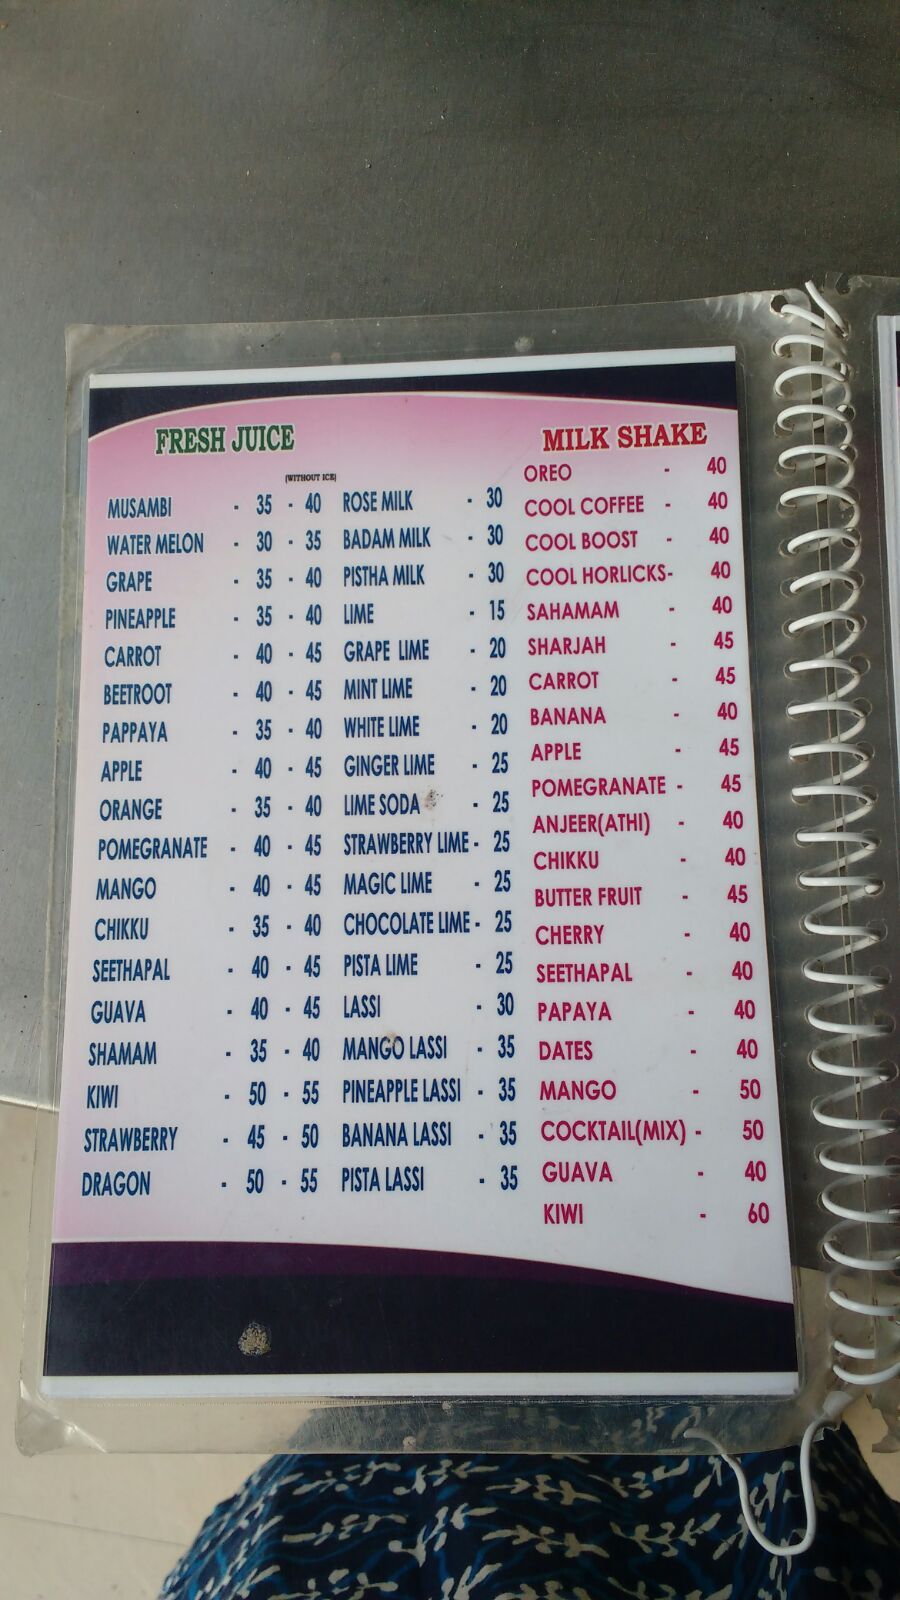 FRESH JUICE
(WITHOUT ICE)
MUSAMBI - 35 - 40
WATER MELON - 30 - 35
GRAPE - 35 - 40
PINEAPPLE - 35 - 40
CARROT - 40 - 45
BEETROOT - 40 - 45
PAPPAYA - 35 - 40
APPLE - 40 - 45
ORANGE - 35 - 40
POMEGRANATE - 40 - 45
MANGO - 40 - 45
CHIKKU - 35 - 40
SEETHAPAL - 40 - 45
GUAVA - 40 - 45
SHAMAM - 35 - 40
KIWI - 50 - 55
STRAWBERRY - 45 - 50
DRAGON - 50 - 55
ROSE MILK - 30
BADAM MILK - 30
PISTHA MILK - 30
LIME - 15
GRAPE LIME - 20
MINT LIME - 20
WHITE LIME - 20
GINGER LIME - 25
LIME SODA - 25
STRAWBERRY LIME - 25
MAGIC LIME - 25
CHOCOLATE LIME - 25
PISTA LIME - 25
LASSI - 30
MANGO LASSI - 35
PINEAPPLE LASSI - 35
BANANA LASSI - 35
PISTA LASSI - 35
MILK SHAKE
OREO - 40
COOL COFFEE - 40
COOL BOOST - 40
COOL HORLICKS- 40
SAHAMAM - 40
SHARJAH - 45
CARROT - 45
BANANA - 40
APPLE - 45
POMEGRANATE - 45
ANJEER(ATHI) - 40
CHIKKU - 40
BUTTER FRUIT - 45
CHERRY - 40
SEETHAPAL - 40
PAPAYA - 40
DATES - 40
MANGO - 50
COCKTAIL(MIX) - 50
GUAVA - 40
KIWI - 60